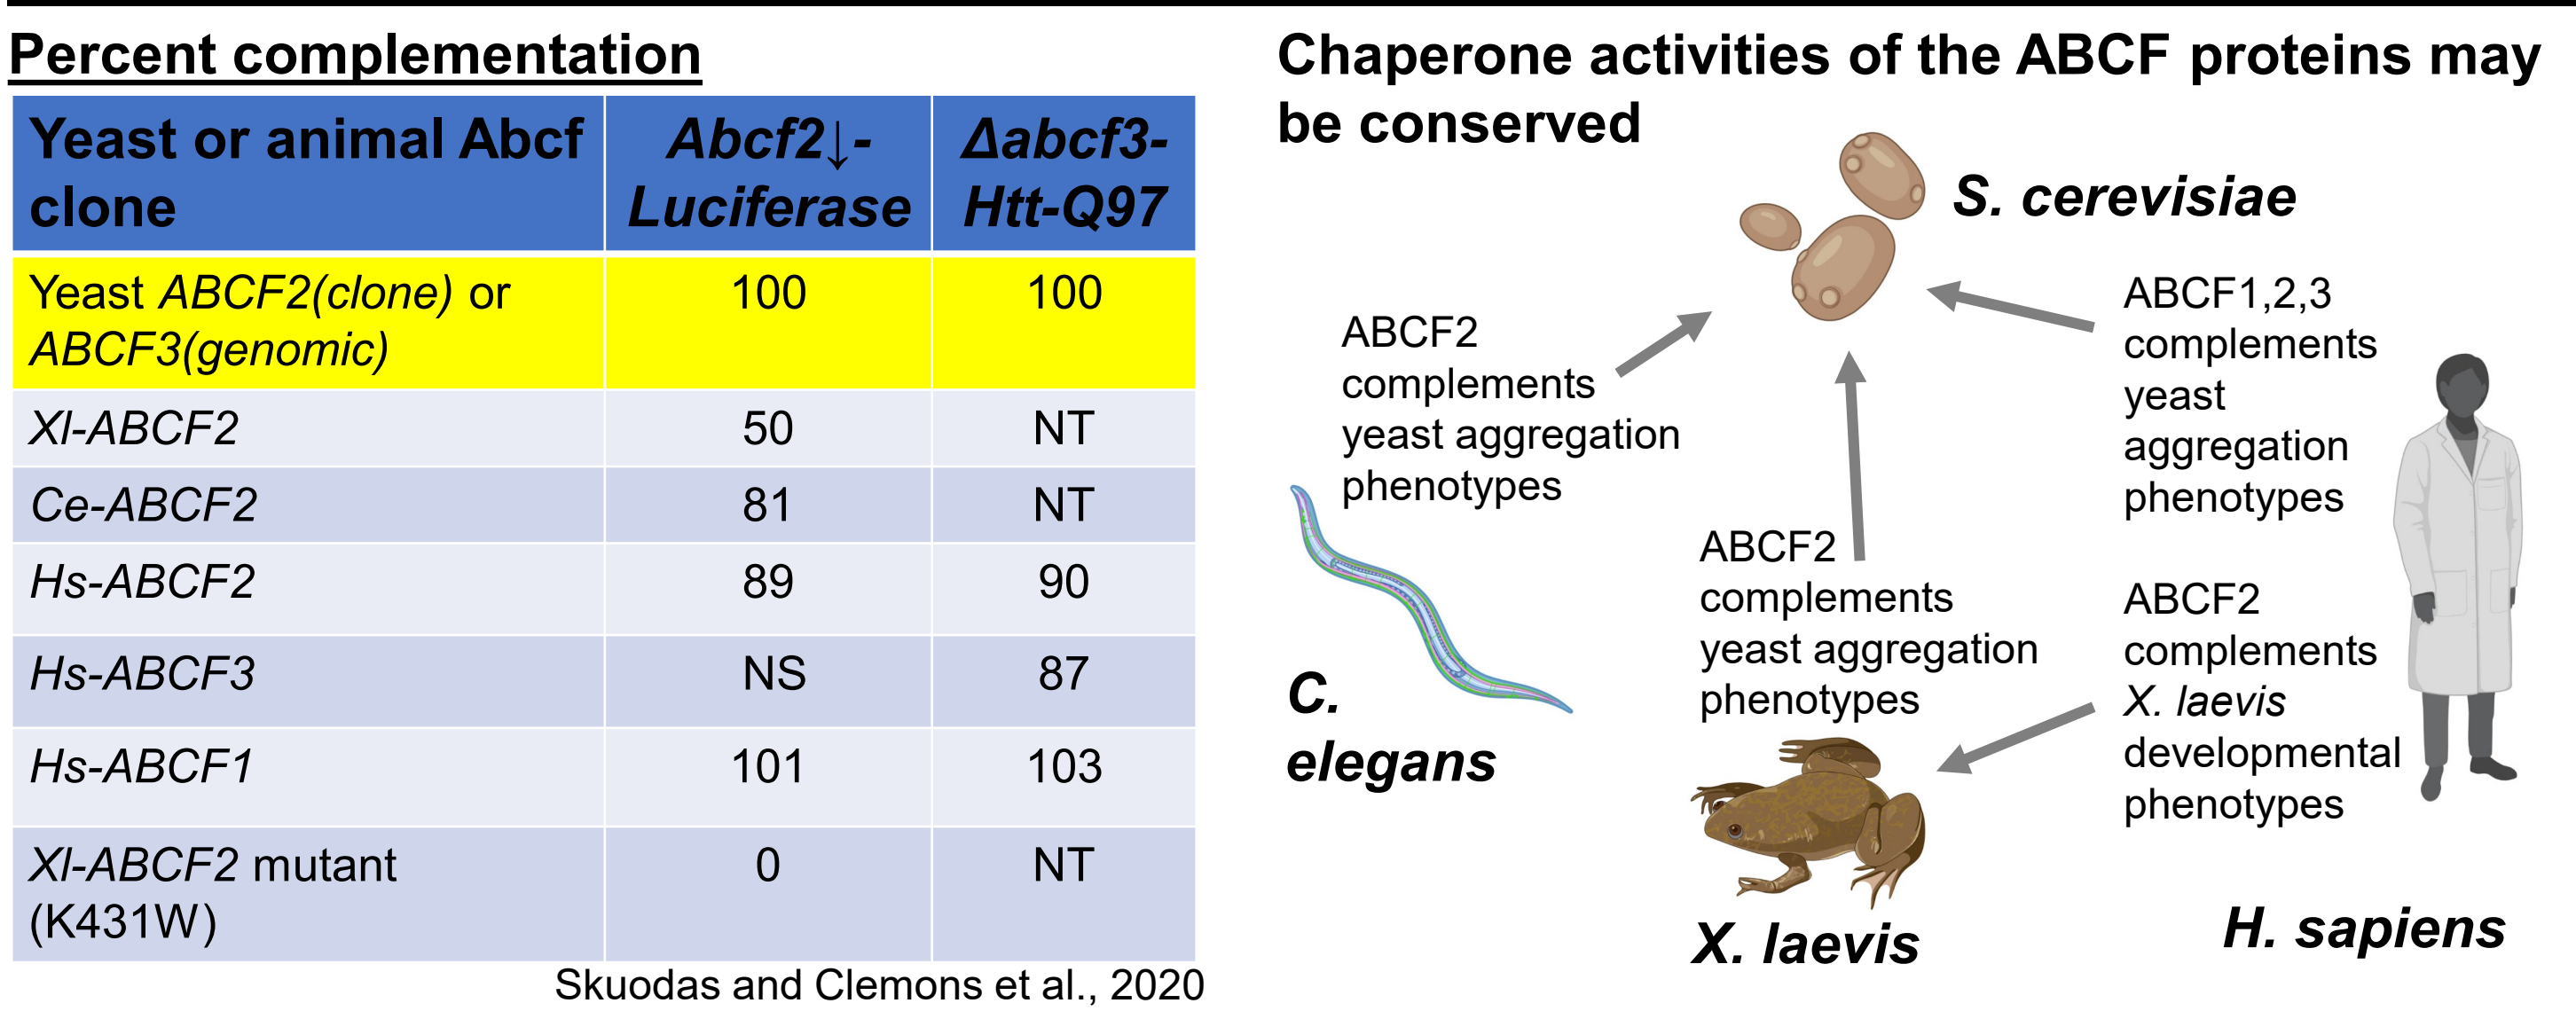 Percent complementation
Yeast or animal Abcf clone
Abcf2↓-Luciferase
Δabcf3-Htt-Q97
Yeast ABCF2(clone) or ABCF3(genomic)
100
100
Xl-ABCF2
50
NT
Ce-ABCF2
81
NT
Hs-ABCF2
89
90
Hs-ABCF3
NS
87
Hs-ABCF1
101
103
Xl-ABCF2 mutant (K431W)
0
NT
Skuodas and Clemons et al., 2020
Chaperone activities of the ABCF proteins may
be conserved
S. cerevisiae
ABCF2
complements
yeast aggregation
phenotypes
C.
elegans
ABCF2
complements
yeast aggregation
phenotypes
X. laevis
ABCF1,2,3
complements
yeast
aggregation
phenotypes
ABCF2
complements
X. laevis
developmental
phenotypes
H. sapiens